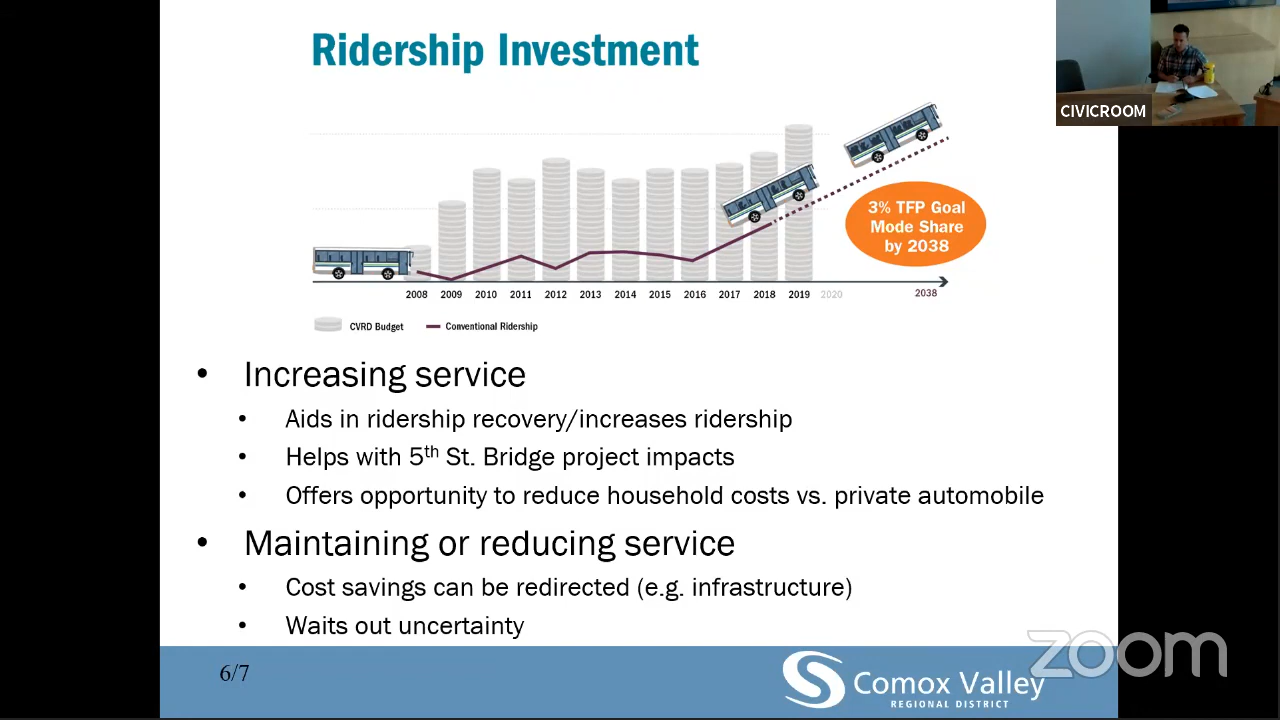 Ridership Investment
CIVICROOM
3% TFP Goal
Mode Share
by 2038
2008 2009 2010 2011 2012 2013 2014 2015 2016 2017 2018 2019 2020 2038
CVRD Budget Conventional Ridership
• Increasing service
• Aids in ridership recovery/increases ridership
• Helps with 5th St. Bridge project impacts
• Offers opportunity to reduce household costs vs. private automobile
• Maintaining or reducing service
• Cost savings can be redirected (e.g. infrastructure)
• Waits out uncertainty
zoom
6/7
Comox Valley
REGIONAL DISTRICT